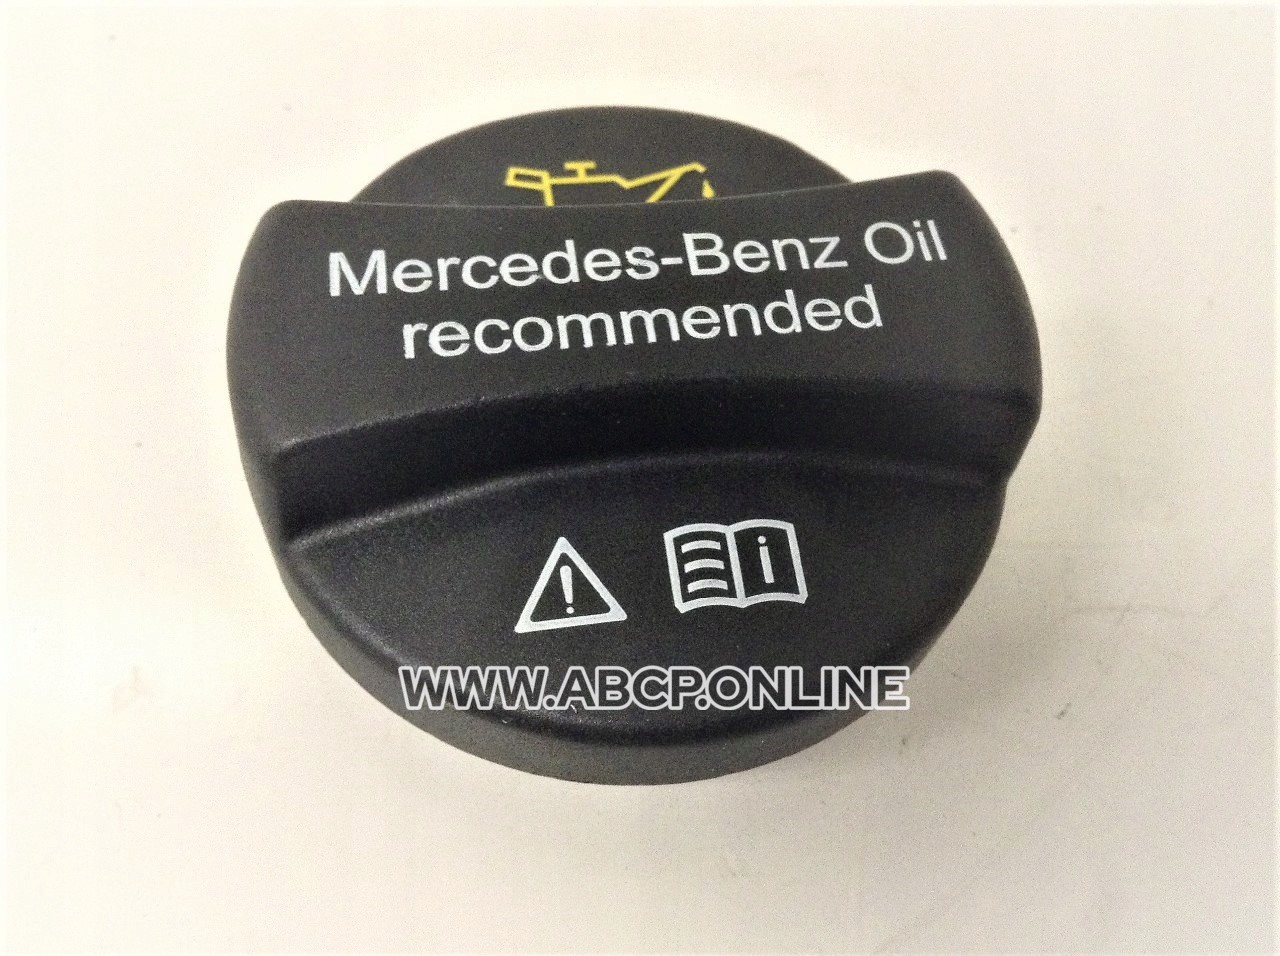 Mercedes-Benz Oil
recommended
i
WWW.ABCP.ONLINE